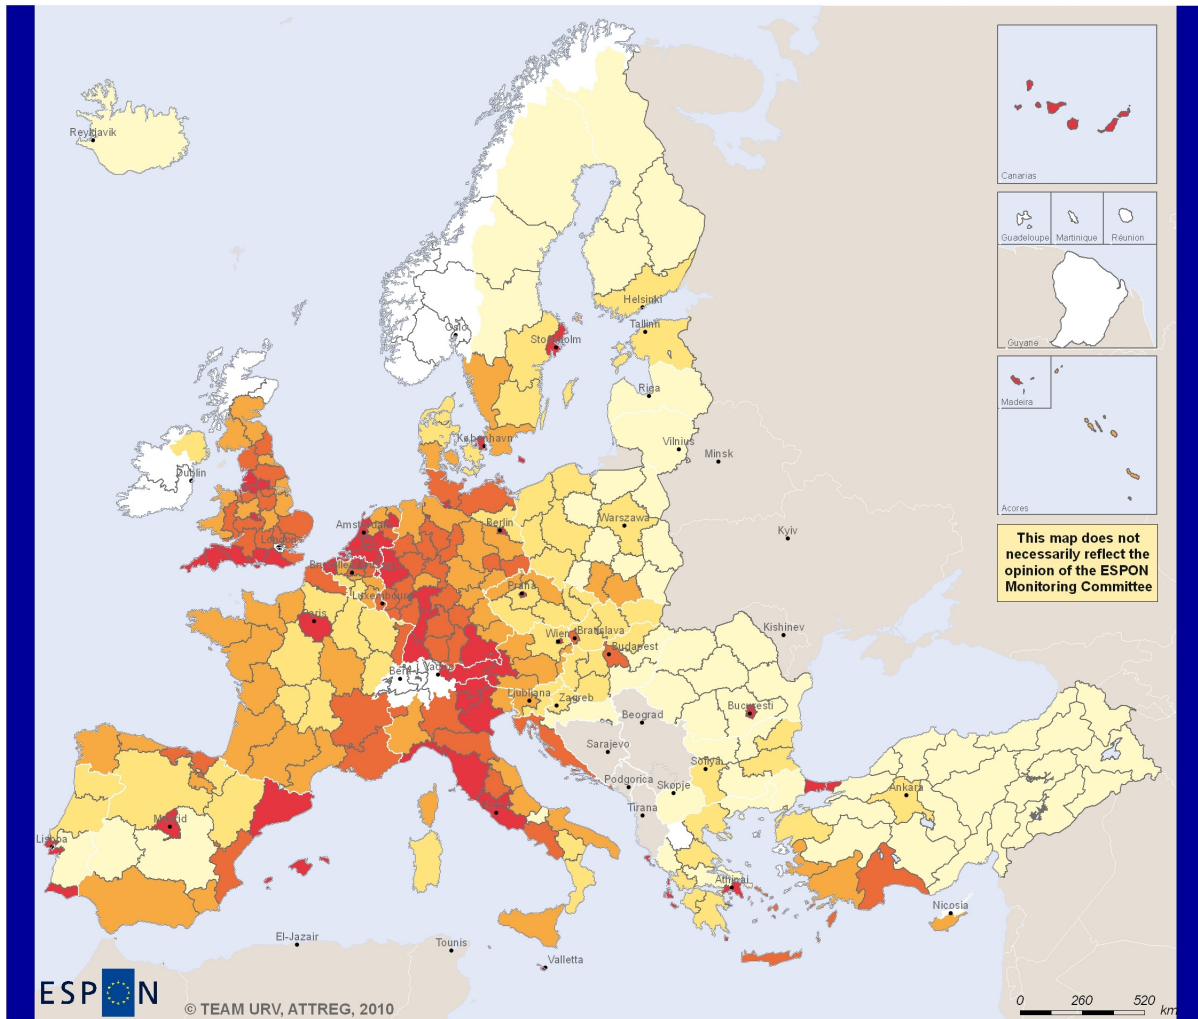 Reykjavik
Oslo
Helsinki
Tallinn
Stockholm
Riga
København
Vilnius
Minsk
Dublin
London
Amsterdam
Berlin
Warszawa
Kyiv
Luxembourg
Praha
Paris
Wien
Bratislava
Kishinev
Budapest
Bern
Vaduz
Ljubljana
Zagreb
Beograd
Bucuresti
Sarajevo
Sofiya
Podgorica
Skopje
Ankara
Tirana
Madrid
Lisboa
Athinai
Nicosia
El-Jazair
Tounis
Valletta
Canarias
Guadeloupe
Martinique
Réunion
Guyane
Madeira
Acores
This map does not
necessarily reflect the
opinion of the ESPON
Monitoring Committee
ESPON
© TEAM URV, ATTREG, 2010
0 260 520
km